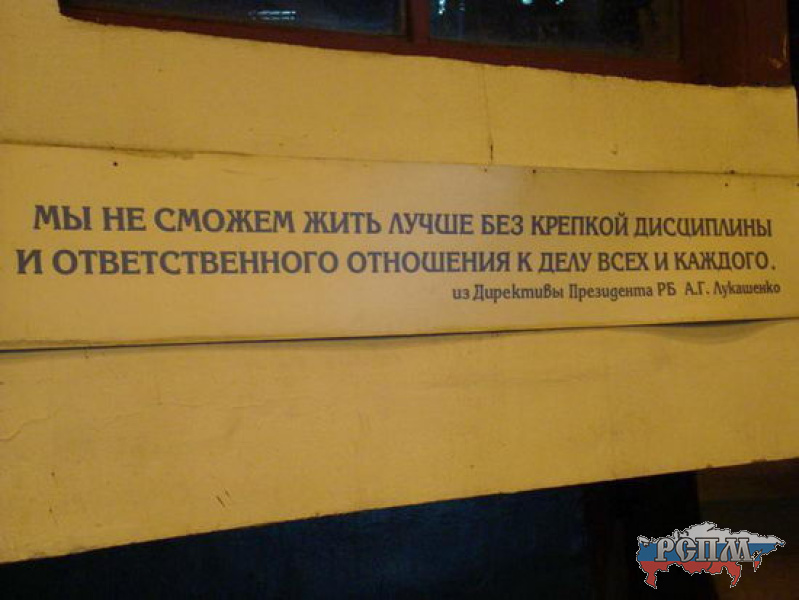 МЫ НЕ СМОЖЕМ ЖИТЬ ЛУЧШЕ БЕЗ КРЕПКОЙ ДИСЦИПЛИНЫ
И ОТВЕТСТВЕННОГО ОТНОШЕНИЯ К ДЕЛУ ВСЕХ И КАЖДОГО.
из Директивы Президента РБ А.Г. Лукашенко
РСПМ